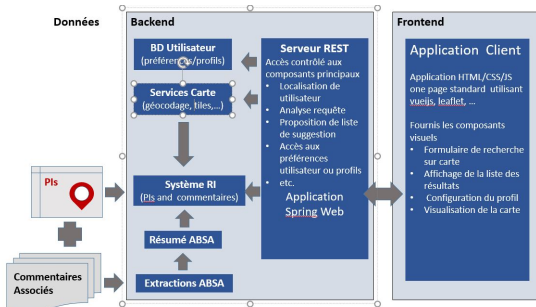 Données
Backend
Frontend
BD Utilisateur
(préférences/profils)
Services Carte
(géocodage, tiles,...)
Système RI
(PIs and commentaires)
Résumé ABSA
Extractions ABSA
Serveur REST
Accès contrôlé aux
composants principaux
• Localisation de
utilisateur
• Analyse requête
• Proposition de liste
de suggestion
• Accès aux
préférences
utilisateur ou profils
• etc.
Application
Spring Web
Application Client
Application HTML/CSS/JS
one page standard utilisant
vueijs, leaflet, ...
Fournis les composants
visuels
• Formulaire de recherche
sur carte
• Affichage de la liste des
résultats
• Configuration du profil
• Visualisation de la carte
PIs
Commentaires
Associés